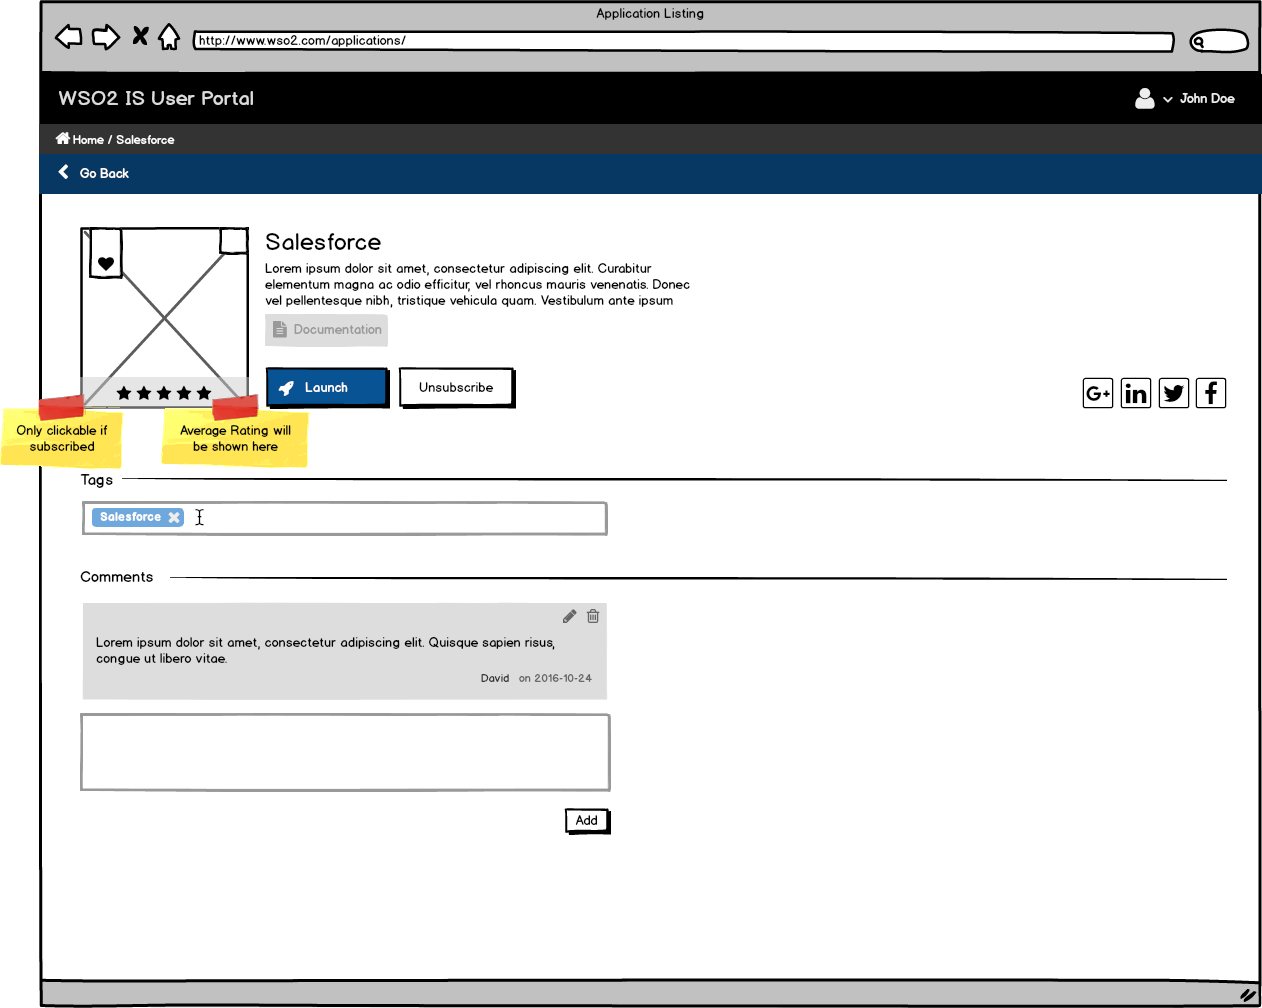 Application Listing
http://www.wso2.com/applications/
WSO2 IS User Portal
John Doe
Home / Salesforce
Go Back
Salesforce
Lorem ipsum dolor sit amet, consectetur adipiscing elit. Curabitur
elementum magna ac odio efficitur, vel rhoncus mauris venenatis. Donec
vel pellentesque nibh, tristique vehicula quam. Vestibulum ante ipsum
Documentation
Launch
Unsubscribe
G+
in
f
Only clickable if
subscribed
Average Rating will
be shown here
Tags
Salesforce
Comments
Lorem ipsum dolor sit amet, consectetur adipiscing elit. Quisque sapien risus,
congue ut libero vitae.
David on 2016-10-24
Add